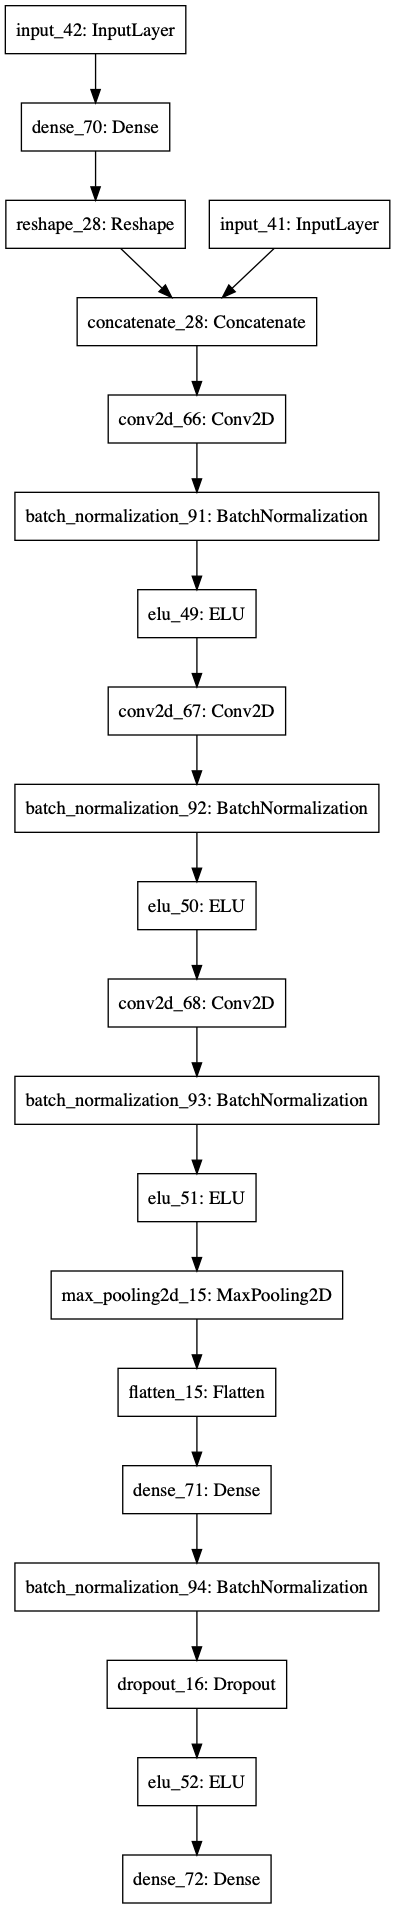 input_42: InputLayer
dense_70: Dense
reshape_28: Reshape
input_41: InputLayer
concatenate_28: Concatenate
conv2d_66: Conv2D
batch_normalization_91: BatchNormalization
elu_49: ELU
conv2d_67: Conv2D
batch_normalization_92: BatchNormalization
elu_50: ELU
conv2d_68: Conv2D
batch_normalization_93: BatchNormalization
elu_51: ELU
max_pooling2d_15: MaxPooling2D
flatten_15: Flatten
dense_71: Dense
batch_normalization_94: BatchNormalization
dropout_16: Dropout
elu_52: ELU
dense_72: Dense